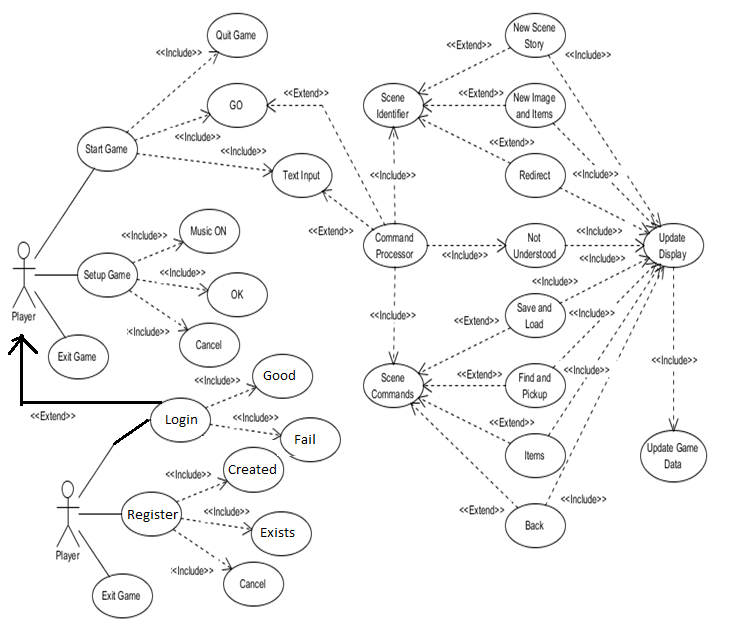 Quit Game
<<Include>>
GO
<<Extend>>
<<Include>>
Start Game
<<Include>>
Text Input
<<Extend>>
Music ON
<<Include>>
Setup Game
<<Include>>
OK
<<Include>>
Cancel
Player
Exit Game
<<Extend>>
Login
<<Include>>
Good
<<Include>>
Fail
Created
<<Include>>
Register
<<Include>>
Exists
<<Include>>
Cancel
Player
Exit Game
New Scene
Story
<<Extend>>
<<Include>>
Scene
Identifier
<<Extend>>
New Image
and Items
<<Extend>>
<<Include>>
Redirect
<<Include>>
Command
Processor
<<Include>>
Not
Understood
<<Include>>
Update
Display
<<Include>>
<<Include>>
<<Include>>
Save and
Load
<<Extend>>
<<Include>>
Scene
Commands
<<Extend>>
Find and
Pickup
<<Include>>
<<Include>>
<<Extend>>
Items
Update Game
Data
<<Extend>>
<<Include>>
Back